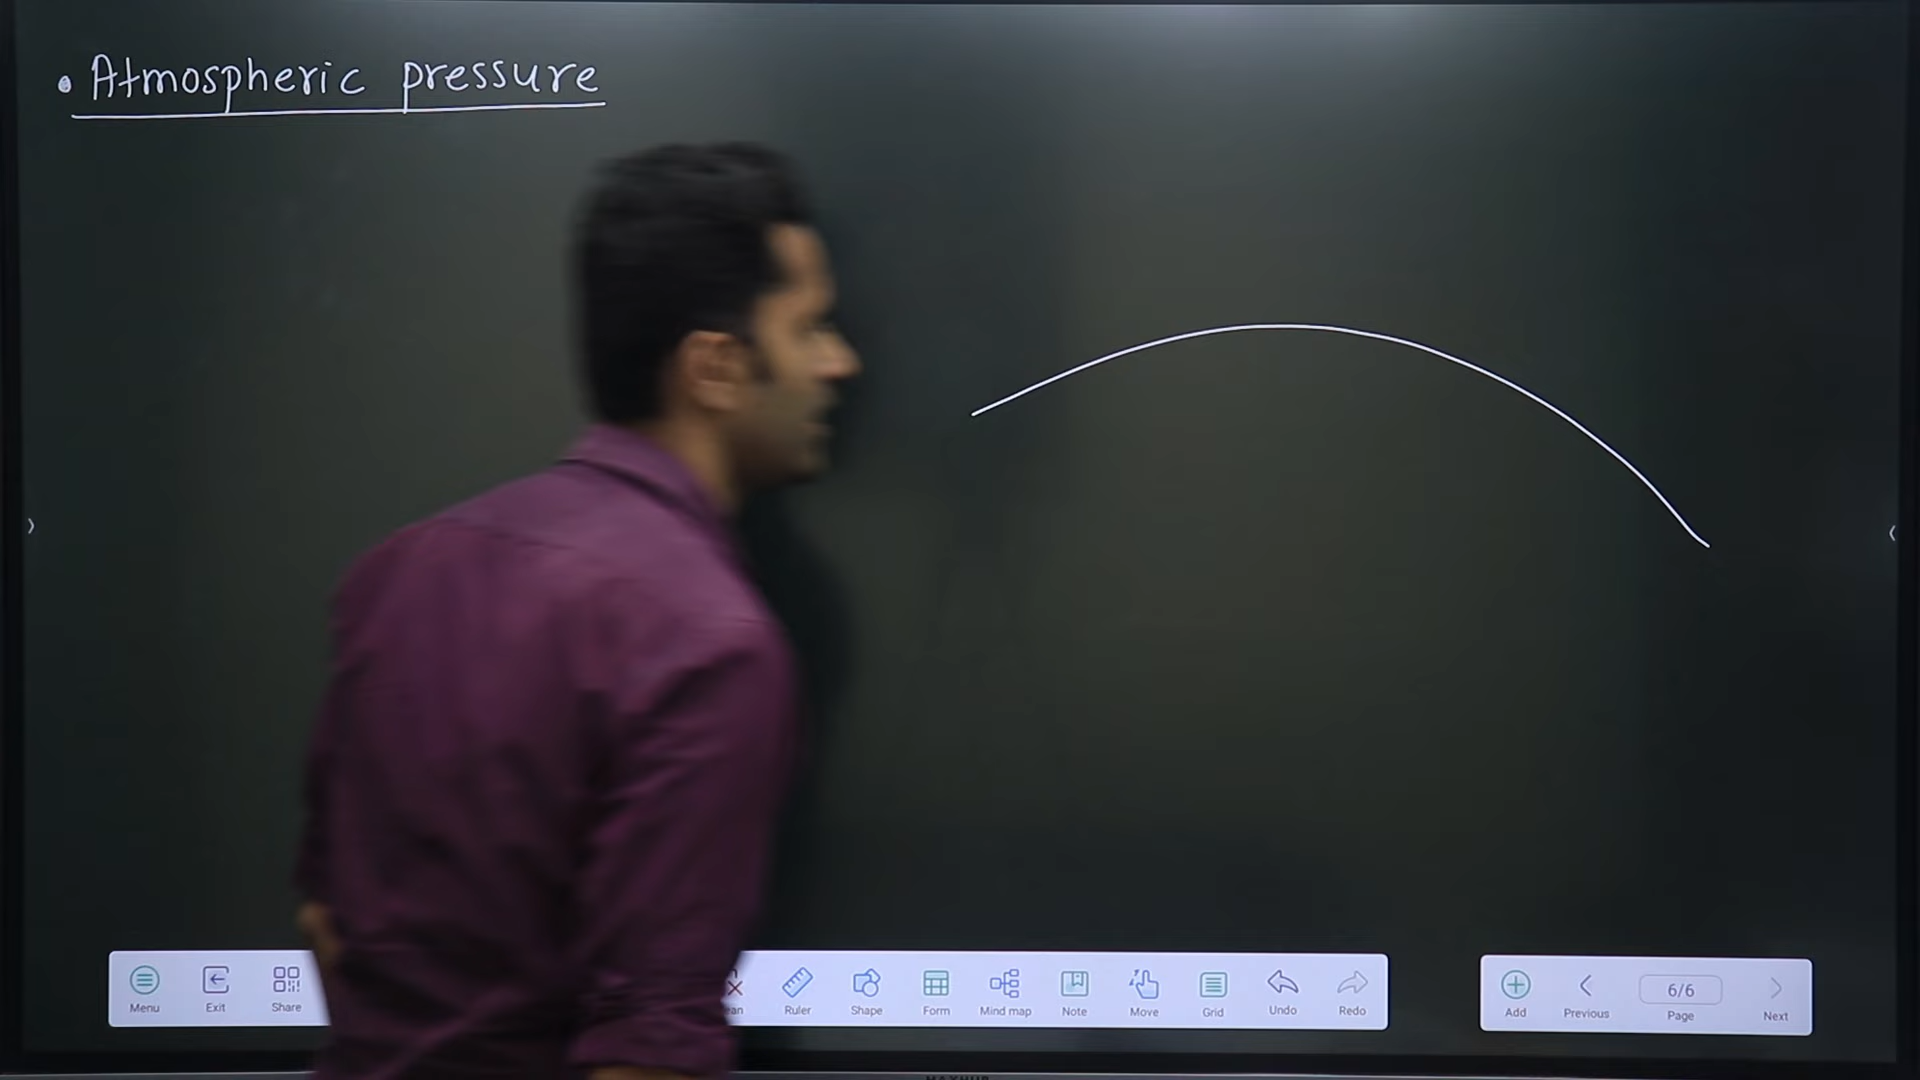 • Atmospheric pressure
Menu Exit Share Ruler Shape Form Mind map Note Move Grid Undo Redo
6/6
Add Previous Page Next